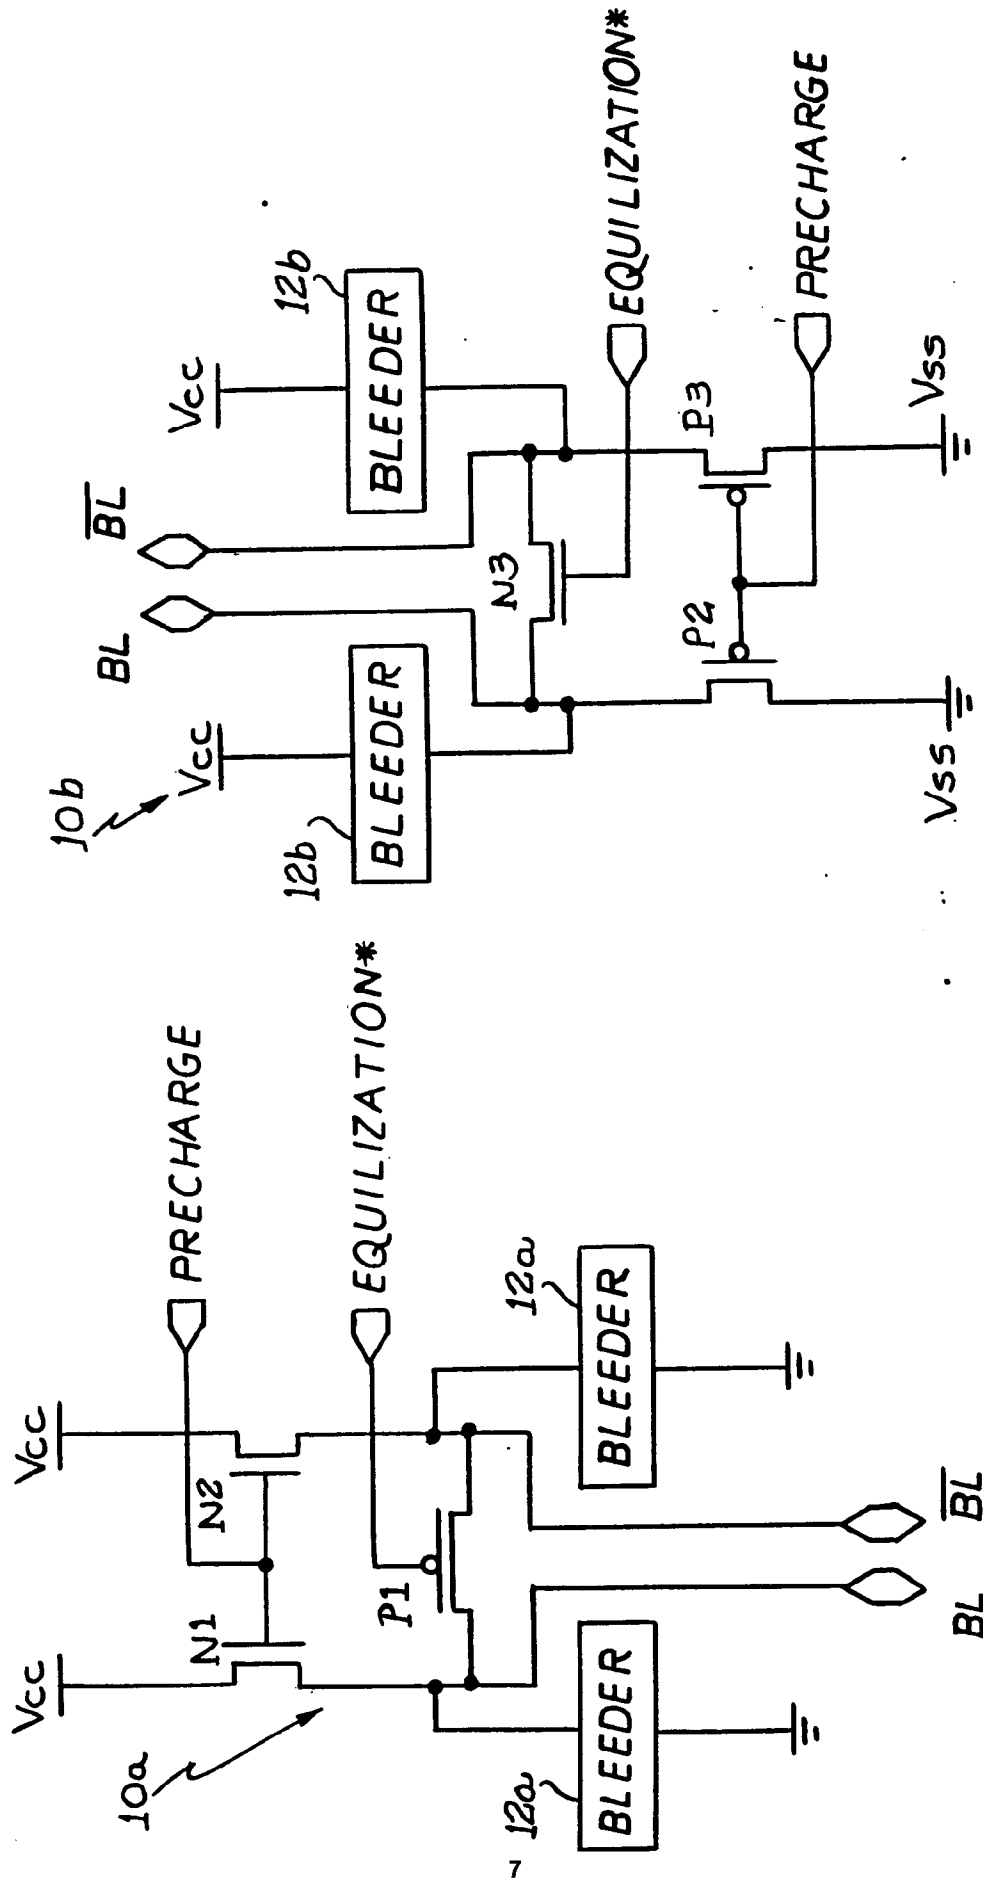 10a
Vcc
Vcc
N1
N2
PRECHARGE
P1
EQUILIZATION*
12a
BLEEDER
12a
BLEEDER
BL
BL
10b
BL
BL
Vcc
Vcc
12b
BLEEDER
12b
BLEEDER
N3
EQUILIZATION*
P2
P3
PRECHARGE
Vss
Vss
7